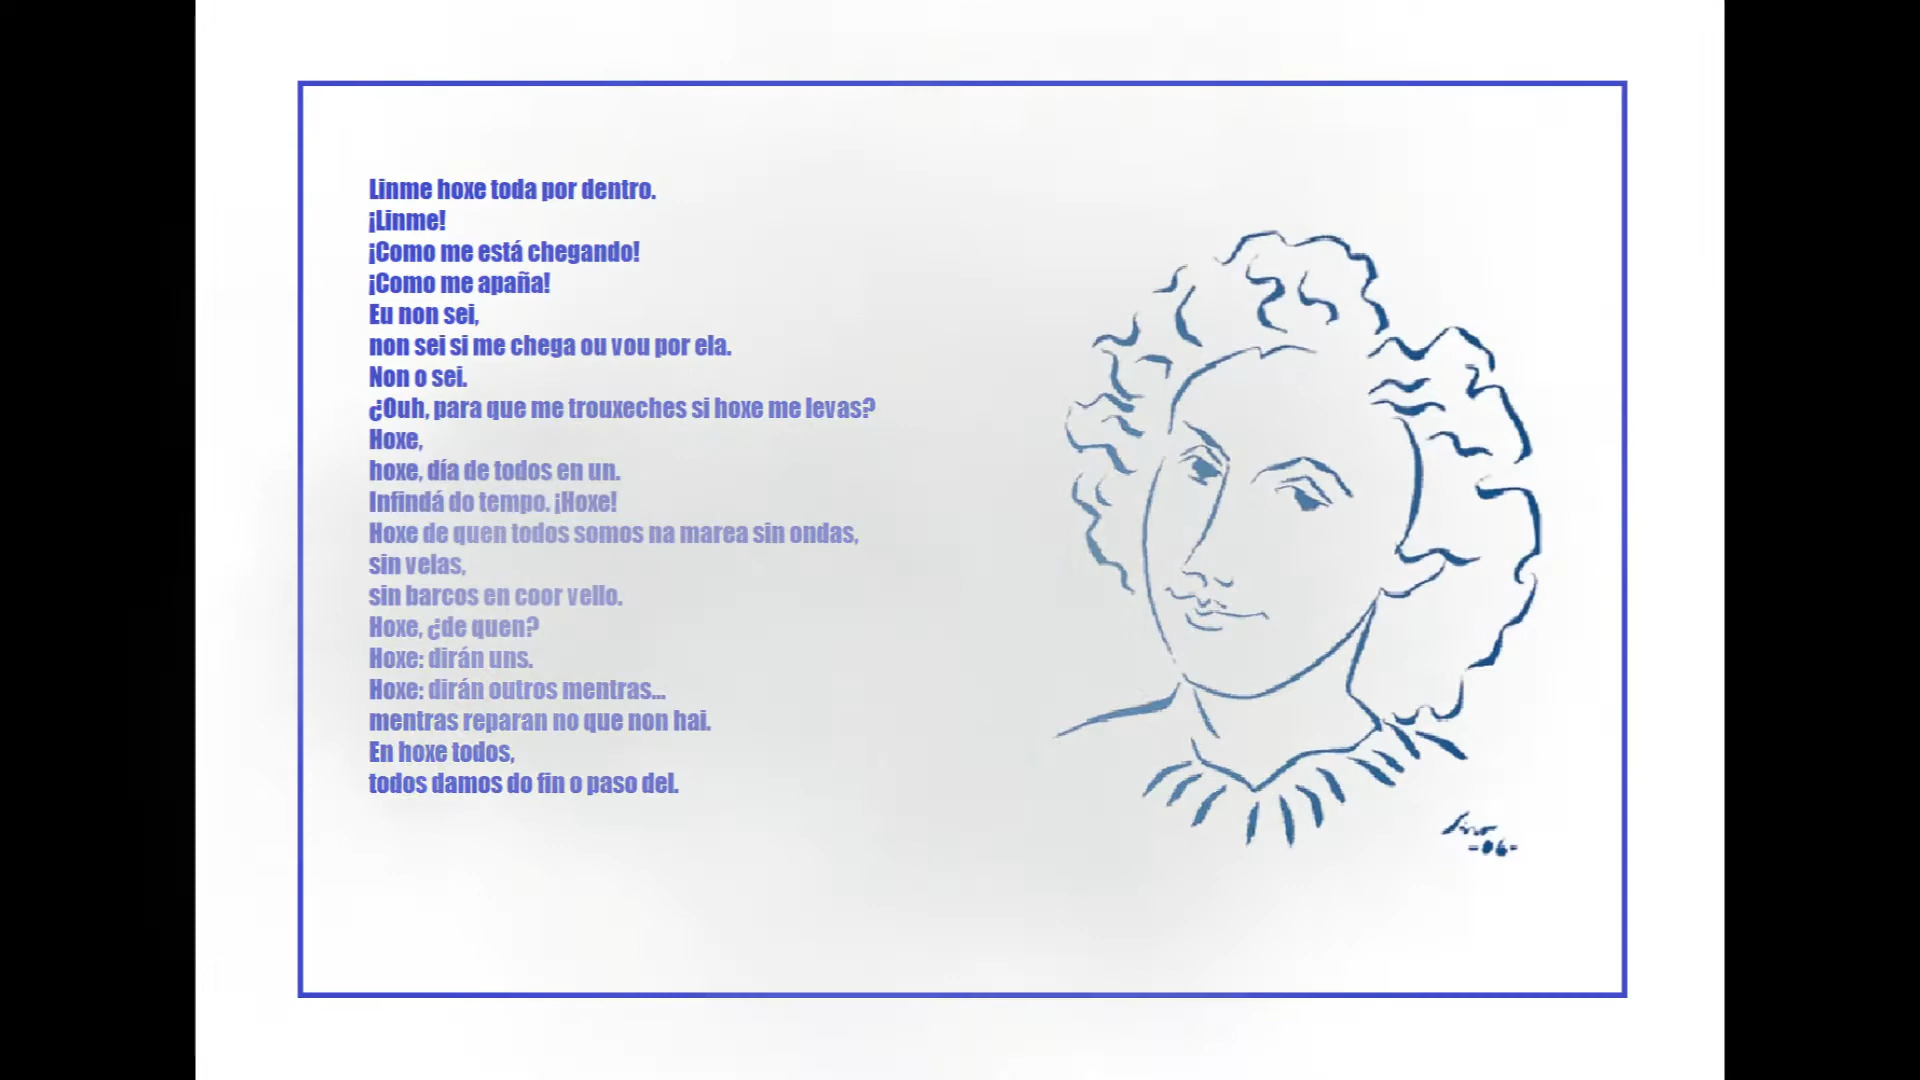 Linme hoxe toda por dentro.
¡Linme!
¡Como me está chegando!
¡Como me apaña!
Eu non sei,
non sei si me chega ou vou por ela.
Non o sei.
¿Ouh, para que me trouxeches si hoxe me levas?
Hoxe,
hoxe, día de todos en un.
Infindá do tempo. ¡Hoxe!
Hoxe de quen todos somos na marea sin ondas,
sin velas,
sin barcos en coor vello.
Hoxe, ¿de quen?
Hoxe: dirán uns.
Hoxe: dirán outros mentras...
mentras reparan no que non hai.
En hoxe todos,
todos damos do fin o paso del.
-06-